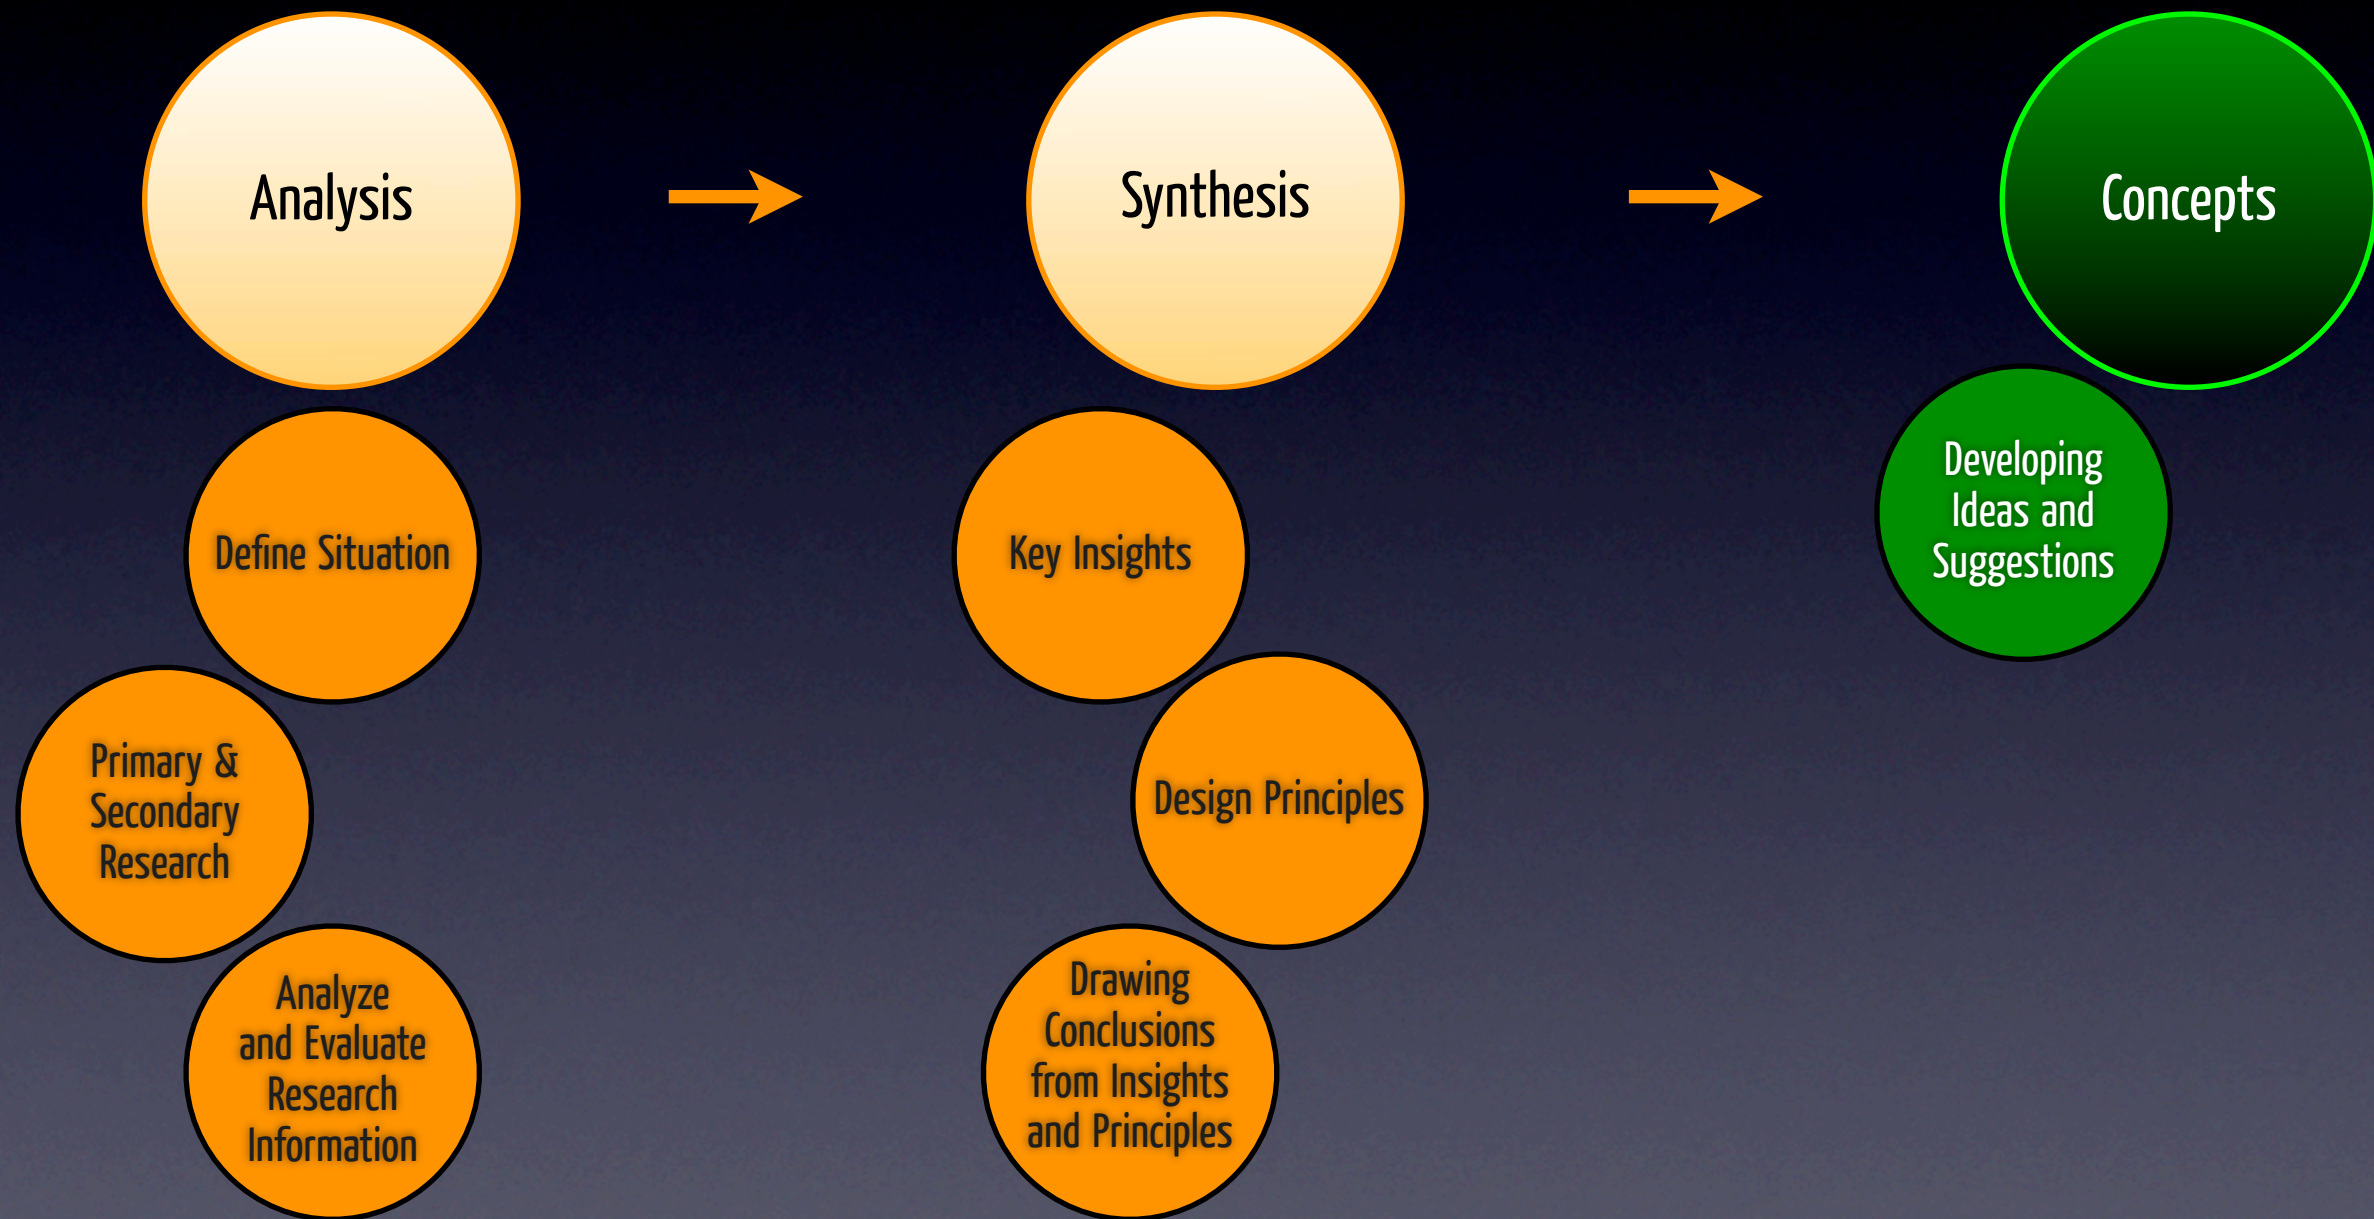 Analysis
Synthesis
Concepts
Define Situation
Primary &
Secondary
Research
Analyze
and Evaluate
Research
Information
Key Insights
Design Principles
Drawing
Conclusions
from Insights
and Principles
Developing
Ideas and
Suggestions